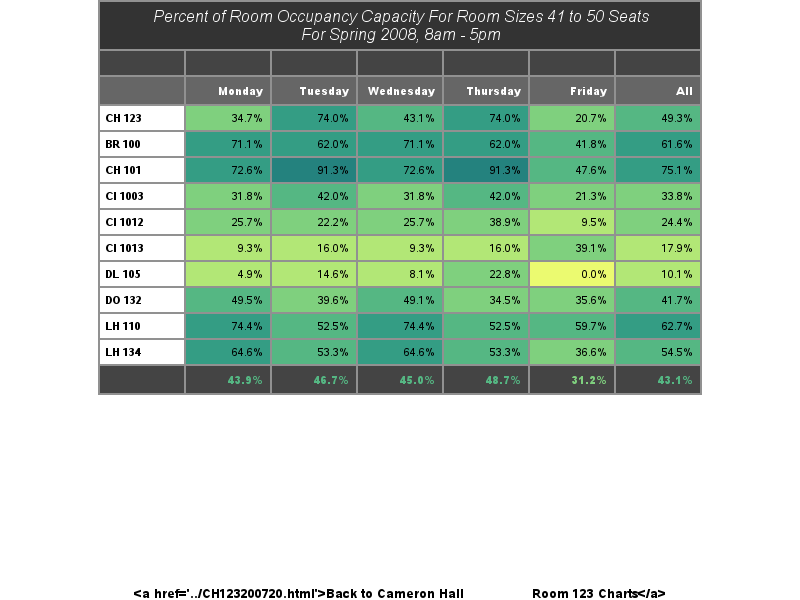 Percent of Room Occupancy Capacity For Room Sizes 41 to 50 Seats
For Spring 2008, 8am - 5pm
Monday Tuesday Wednesday Thursday Friday All
CH 123 34.7% 74.0% 43.1% 74.0% 20.7% 49.3%
BR 100 71.1% 62.0% 71.1% 62.0% 41.8% 61.6%
CH 101 72.6% 91.3% 72.6% 91.3% 47.6% 75.1%
CI 1003 31.8% 42.0% 31.8% 42.0% 21.3% 33.8%
CI 1012 25.7% 22.2% 25.7% 38.9% 9.5% 24.4%
CI 1013 9.3% 16.0% 9.3% 16.0% 39.1% 17.9%
DL 105 4.9% 14.6% 8.1% 22.8% 0.0% 10.1%
DO 132 49.5% 39.6% 49.1% 34.5% 35.6% 41.7%
LH 110 74.4% 52.5% 74.4% 52.5% 59.7% 62.7%
LH 134 64.6% 53.3% 64.6% 53.3% 36.6% 54.5%
43.9% 46.7% 45.0% 48.7% 31.2% 43.1%
<a href='../CH123200720.html'>Back to Cameron Hall Room 123 Charts</a>